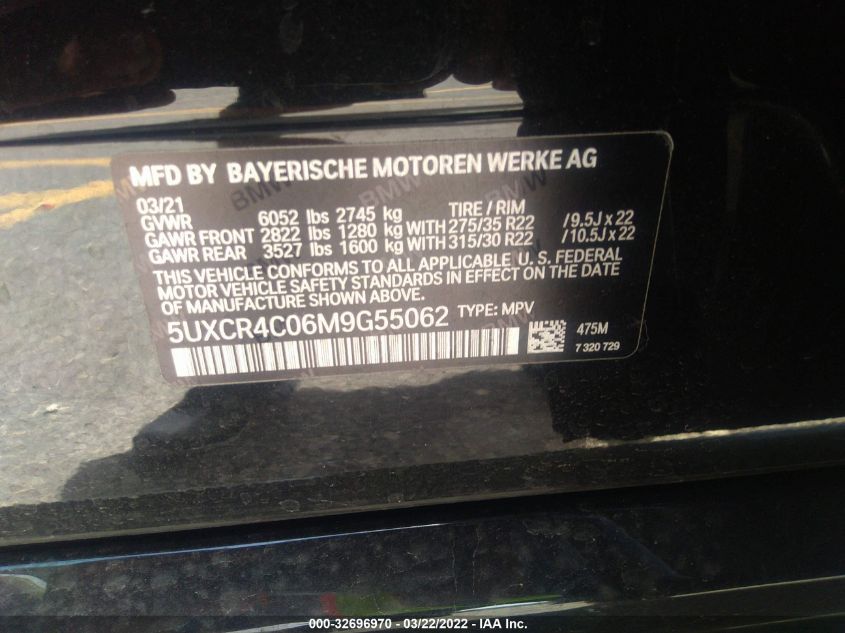 MFD BY BAYERISCHE MOTOREN WERKE AG
03/21 TIRE / RIM
GVWR 6052 lbs 2745 kg
GAWR FRONT 2822 lbs 1280 kg WITH 275/35 R22 /9.5J x 22
GAWR REAR 3527 lbs 1600 kg WITH 315/30 R22 /10.5J x 22
THIS VEHICLE CONFORMS TO ALL APPLICABLE U. S. FEDERAL
MOTOR VEHICLE SAFETY STANDARDS IN EFFECT ON THE DATE
OF MANUFACTURE SHOWN ABOVE.
5UXCR4C06M9G55062 TYPE: MPV
475M
7 320 729
000-32696970 - 03/22/2022 - IAA Inc.